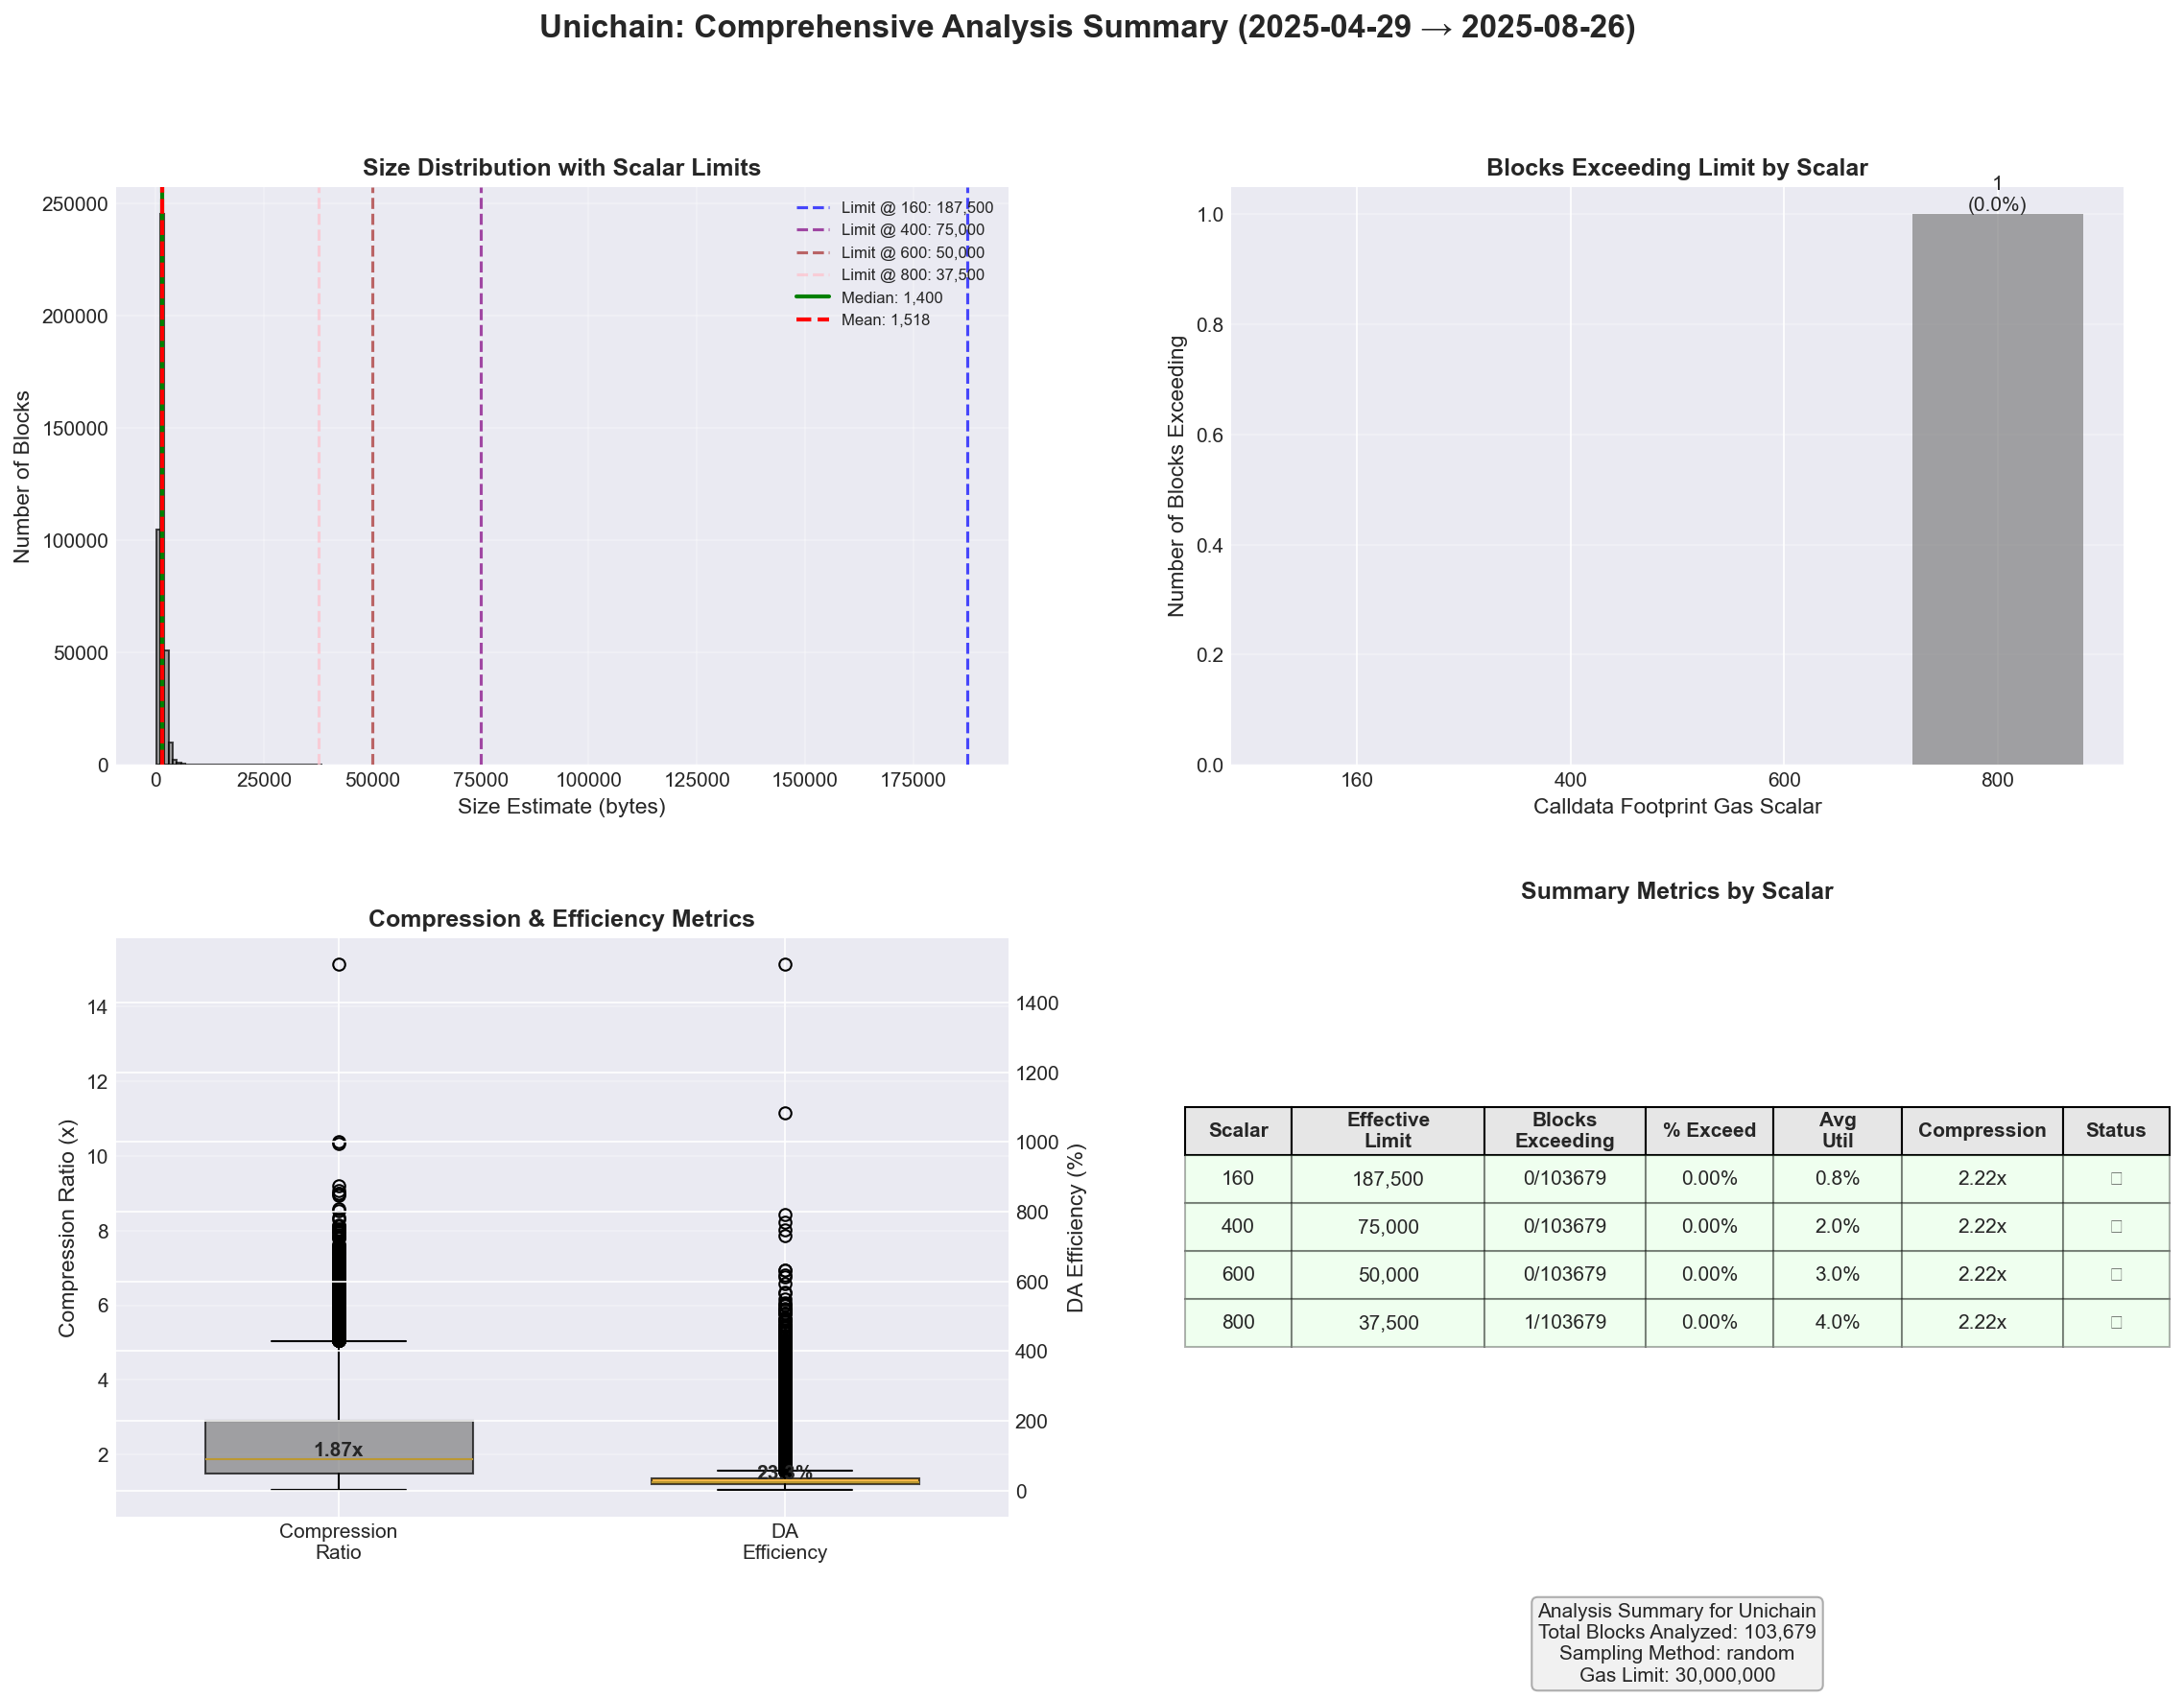 Unichain: Comprehensive Analysis Summary (2025-04-29 → 2025-08-26)
Size Distribution with Scalar Limits
Number of Blocks
250000
200000
150000
100000
50000
0
0
25000
50000
75000
100000
125000
150000
175000
Size Estimate (bytes)
Limit @ 160: 187,500
Limit @ 400: 75,000
Limit @ 600: 50,000
Limit @ 800: 37,500
Median: 1,400
Mean: 1,518
Blocks Exceeding Limit by Scalar
Number of Blocks Exceeding
1.0
0.8
0.6
0.4
0.2
0.0
1
(0.0%)
160
400
600
800
Calldata Footprint Gas Scalar
Compression & Efficiency Metrics
Compression Ratio (x)
14
12
10
8
6
4
2
1.87x
1400
1200
1000
800
600
400
200
0
DA Efficiency (%)
Compression
Ratio
DA
Efficiency
Summary Metrics by Scalar
Scalar Effective Limit Blocks Exceeding % Exceed Avg Util Compression Status
160 187,500 0/103679 0.00% 0.8% 2.22x
400 75,000 0/103679 0.00% 2.0% 2.22x
600 50,000 0/103679 0.00% 3.0% 2.22x
800 37,500 1/103679 0.00% 4.0% 2.22x
Analysis Summary for Unichain
Total Blocks Analyzed: 103,679
Sampling Method: random
Gas Limit: 30,000,000